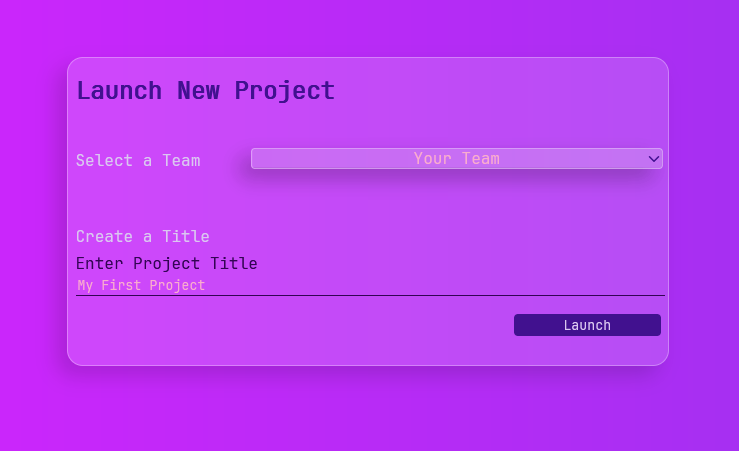 Launch New Project
Select a Team
Your Team
Create a Title
Enter Project Title
My First Project
Launch